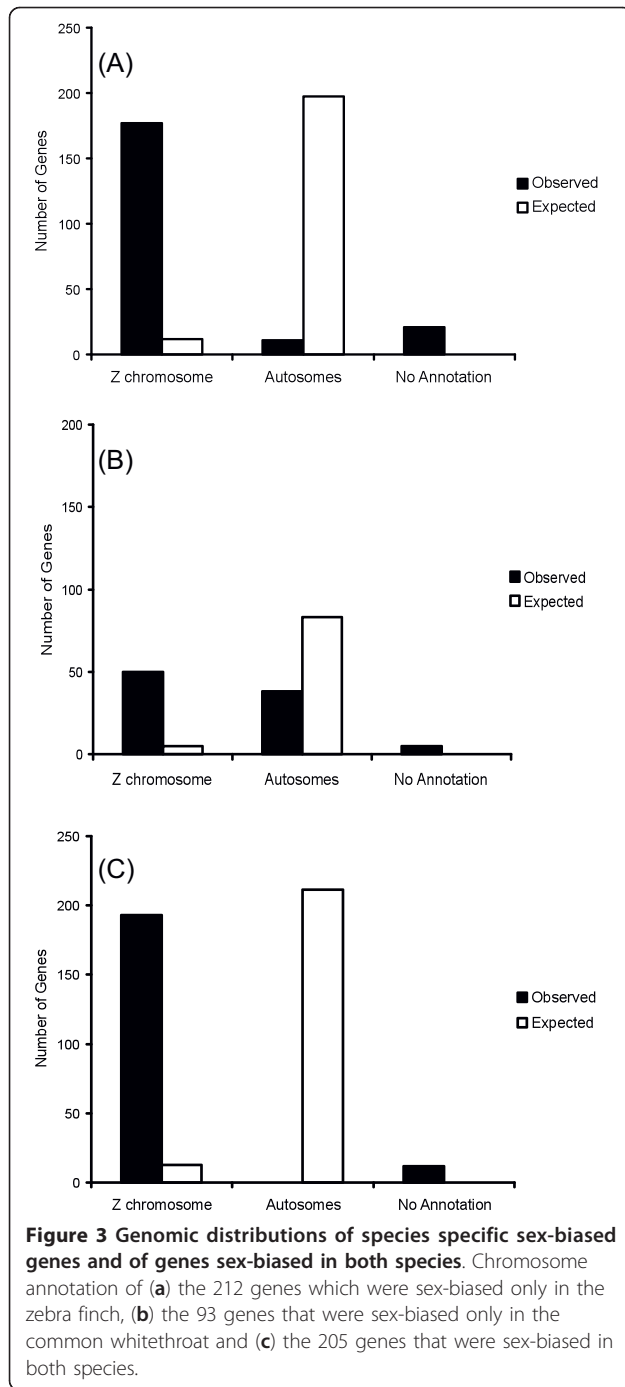 250
(A)
200
150
100
50
0
Number of Genes
Observed
Expected
Z chromosome Autosomes No Annotation
200
(B)
150
100
50
0
Number of Genes
Observed
Expected
Z chromosome Autosomes No Annotation
250
(C)
200
150
100
50
0
Number of Genes
Observed
Expected
Z chromosome Autosomes No Annotation
Figure 3 Genomic distributions of species specific sex-biased
genes and of genes sex-biased in both species. Chromosome
annotation of (a) the 212 genes which were sex-biased only in the
zebra finch, (b) the 93 genes that were sex-biased only in the
common whitethroat and (c) the 205 genes that were sex-biased in
both species.